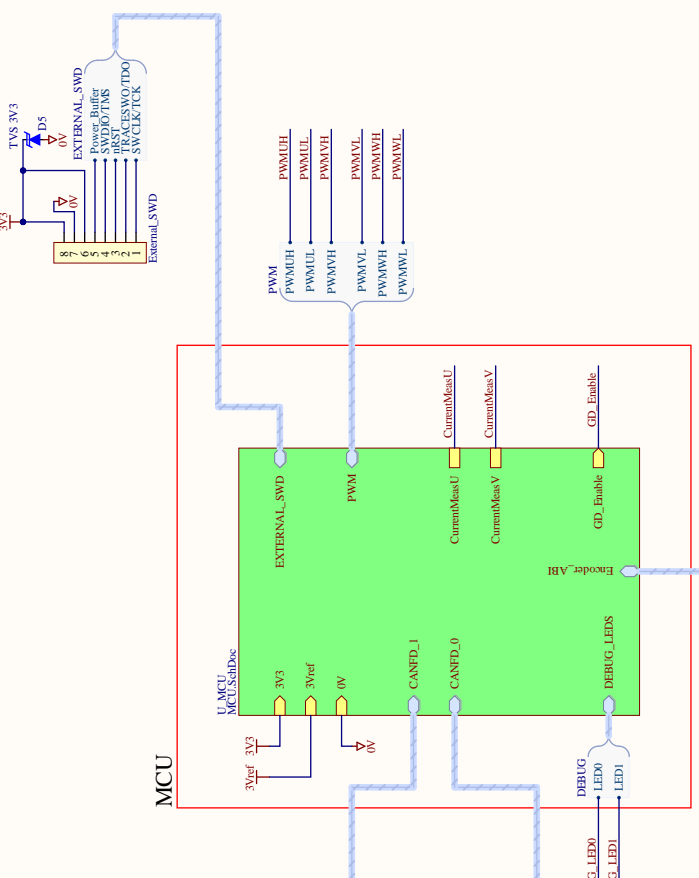 3V3
TVS 3V3
D5
0V
0V
EXTERNAL_SWD
Power_Buffer
SWDIO/TMS
nRST
TRACESWO/TDO
SWCLK/TCK
8
7
6
5
4
3
2
1
External_SWD
PWMUH
PWMUL
PWMVH
PWMVL
PWMWH
PWMWL
PWM
PWMUH
PWMUL
PWMVH
PWMVL
PWMWH
PWMWL
CurrentMeasU
CurrentMeasV
GD_Enable
EXTERNAL_SWD
PWM
CurrentMeasU
CurrentMeasV
GD_Enable
Encoder_ABI
U_MCU
MCU.SchDoc
3V3
3Vref
0V
CANFD_1
CANFD_0
DEBUG_LEDS
3V3
3Vref
0V
MCU
DEBUG
LED0
LED1
G_LED0
G_LED1